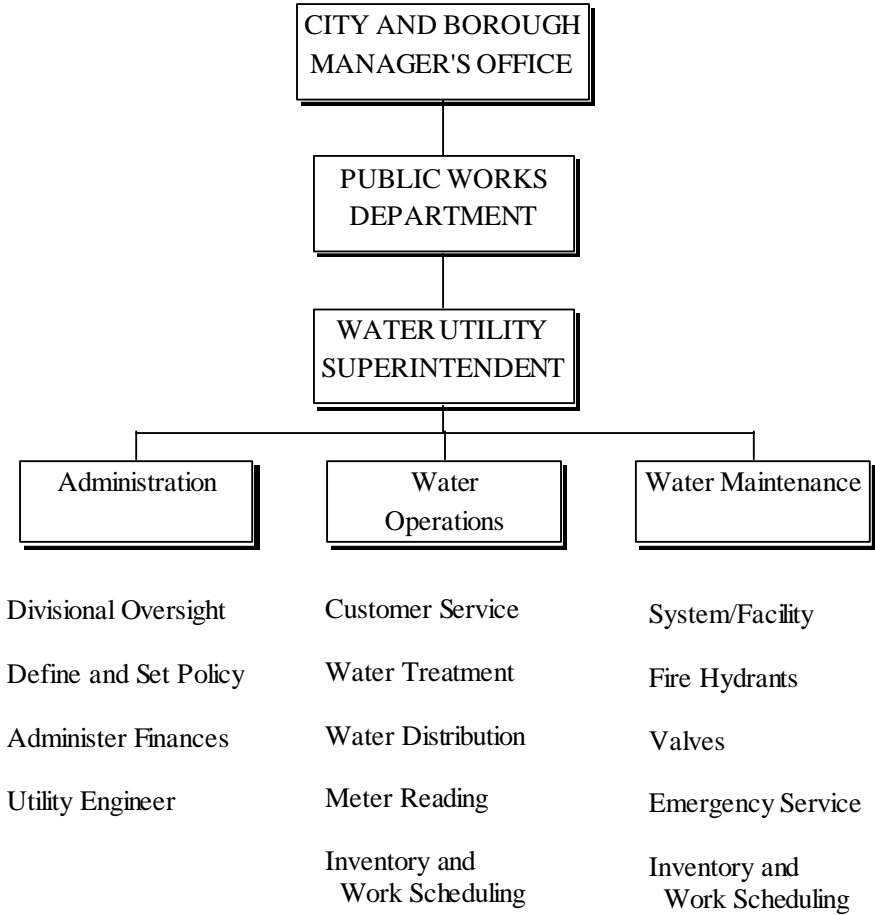 CITY AND BOROUGH
MANAGER'S OFFICE
PUBLIC WORKS
DEPARTMENT
WATER UTILITY
SUPERINTENDENT
Administration
Water
Operations
Water Maintenance
Divisional Oversight
Define and Set Policy
Administer Finances
Utility Engineer
Customer Service
Water Treatment
Water Distribution
Meter Reading
Inventory and
Work Scheduling
System/Facility
Fire Hydrants
Valves
Emergency Service
Inventory and
Work Scheduling